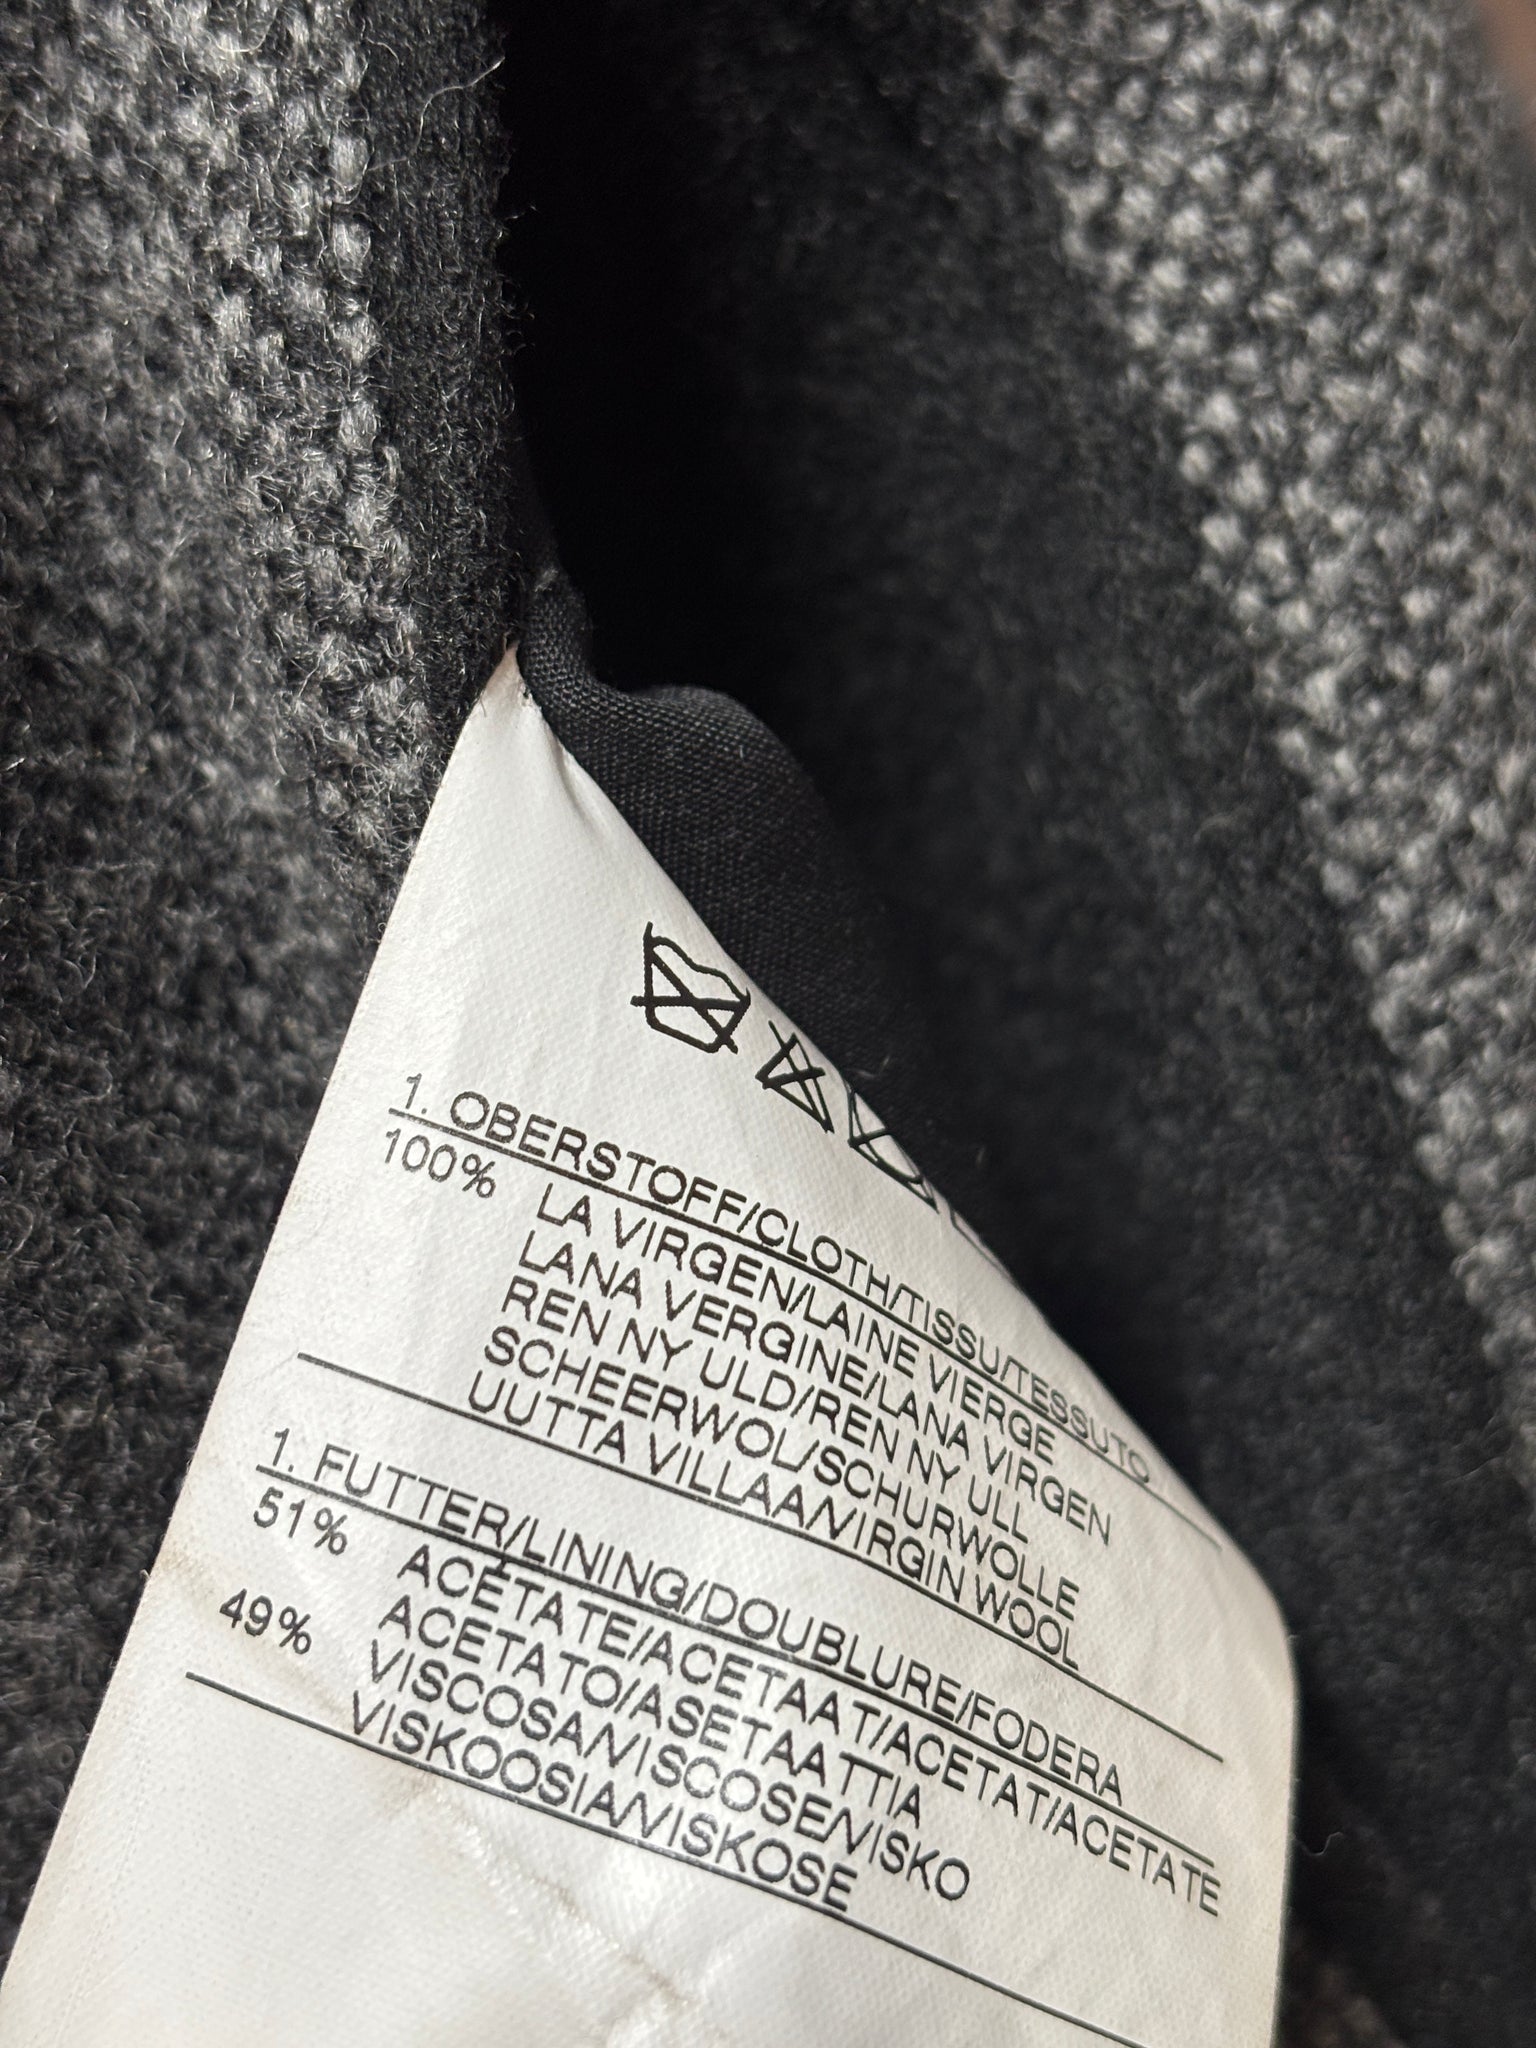 1. OBERSTOFF/CLOTH/TISSU/TESSUTO
100% LA VIRGEN/LAINE VIERGE
LANA VERGINE/LANA VIRGEN
REN NY ULD/REN NY ULL
SCHEERWOL/SCHURWOLLE
UUTTA VILLAA/VIRGIN WOOL
1. FUTTER/LINING/DOUBLURE/FODERA
51% ACETATE/ACETAAT/ACETAT/ACETATE
ACETATO/ASETAATTIA
49% VISCOSA/VISCOSE/VISKO
VISKOOSIA/VISKOSE